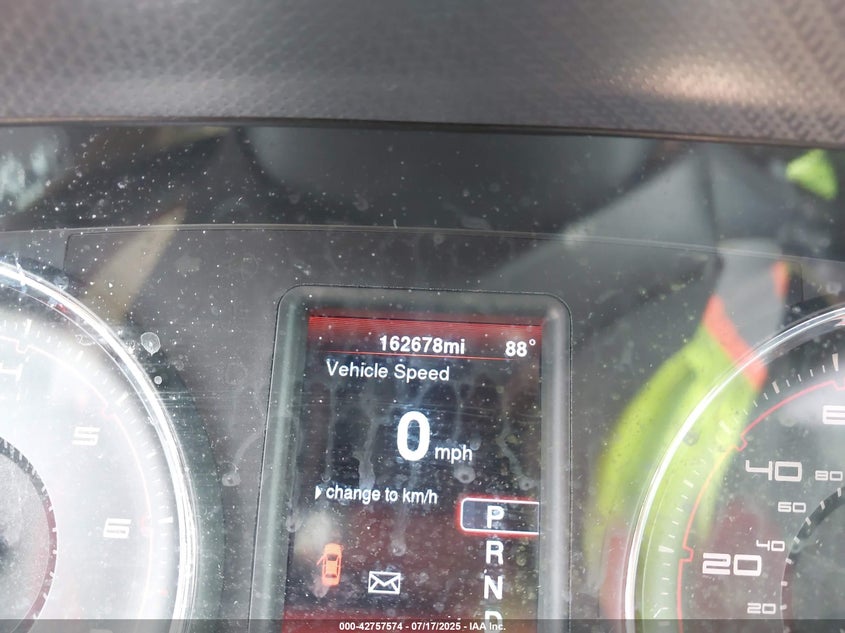 162678mi 88°
Vehicle Speed
0 mph
change to km/h
P
R
N
D
5
6
40 80
60
20 40
20
000-42757574 - 07/17/2025 - IAA Inc.